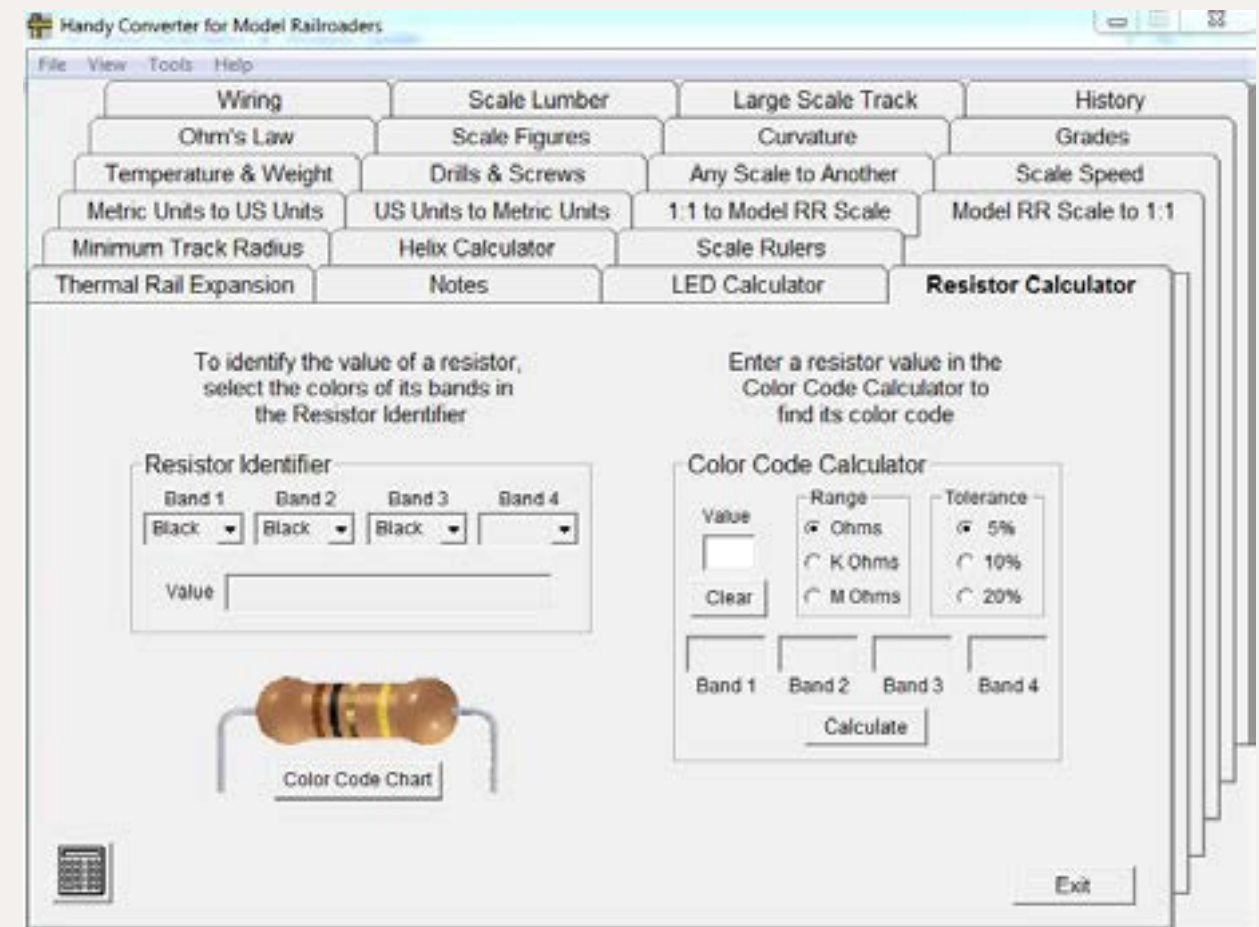 Handy Converter for Model Railroaders
File View Tools Help
Wiring Scale Lumber Large Scale Track History
Ohm's Law Scale Figures Curvature Grades
Temperature & Weight Drills & Screws Any Scale to Another Scale Speed
Metric Units to US Units US Units to Metric Units 1:1 to Model RR Scale Model RR Scale to 1:1
Minimum Track Radius Helix Calculator Scale Rulers
Thermal Rail Expansion Notes LED Calculator Resistor Calculator
To identify the value of a resistor,
select the colors of its bands in
the Resistor Identifier
Resistor Identifier
Band 1 Band 2 Band 3 Band 4
Black Black Black
Value
Color Code Chart
Enter a resistor value in the
Color Code Calculator to
find its color code
Color Code Calculator
Value
Clear
Range
Ohms
K Ohms
M Ohms
Tolerance
5%
10%
20%
Band 1 Band 2 Band 3 Band 4
Calculate
Exit